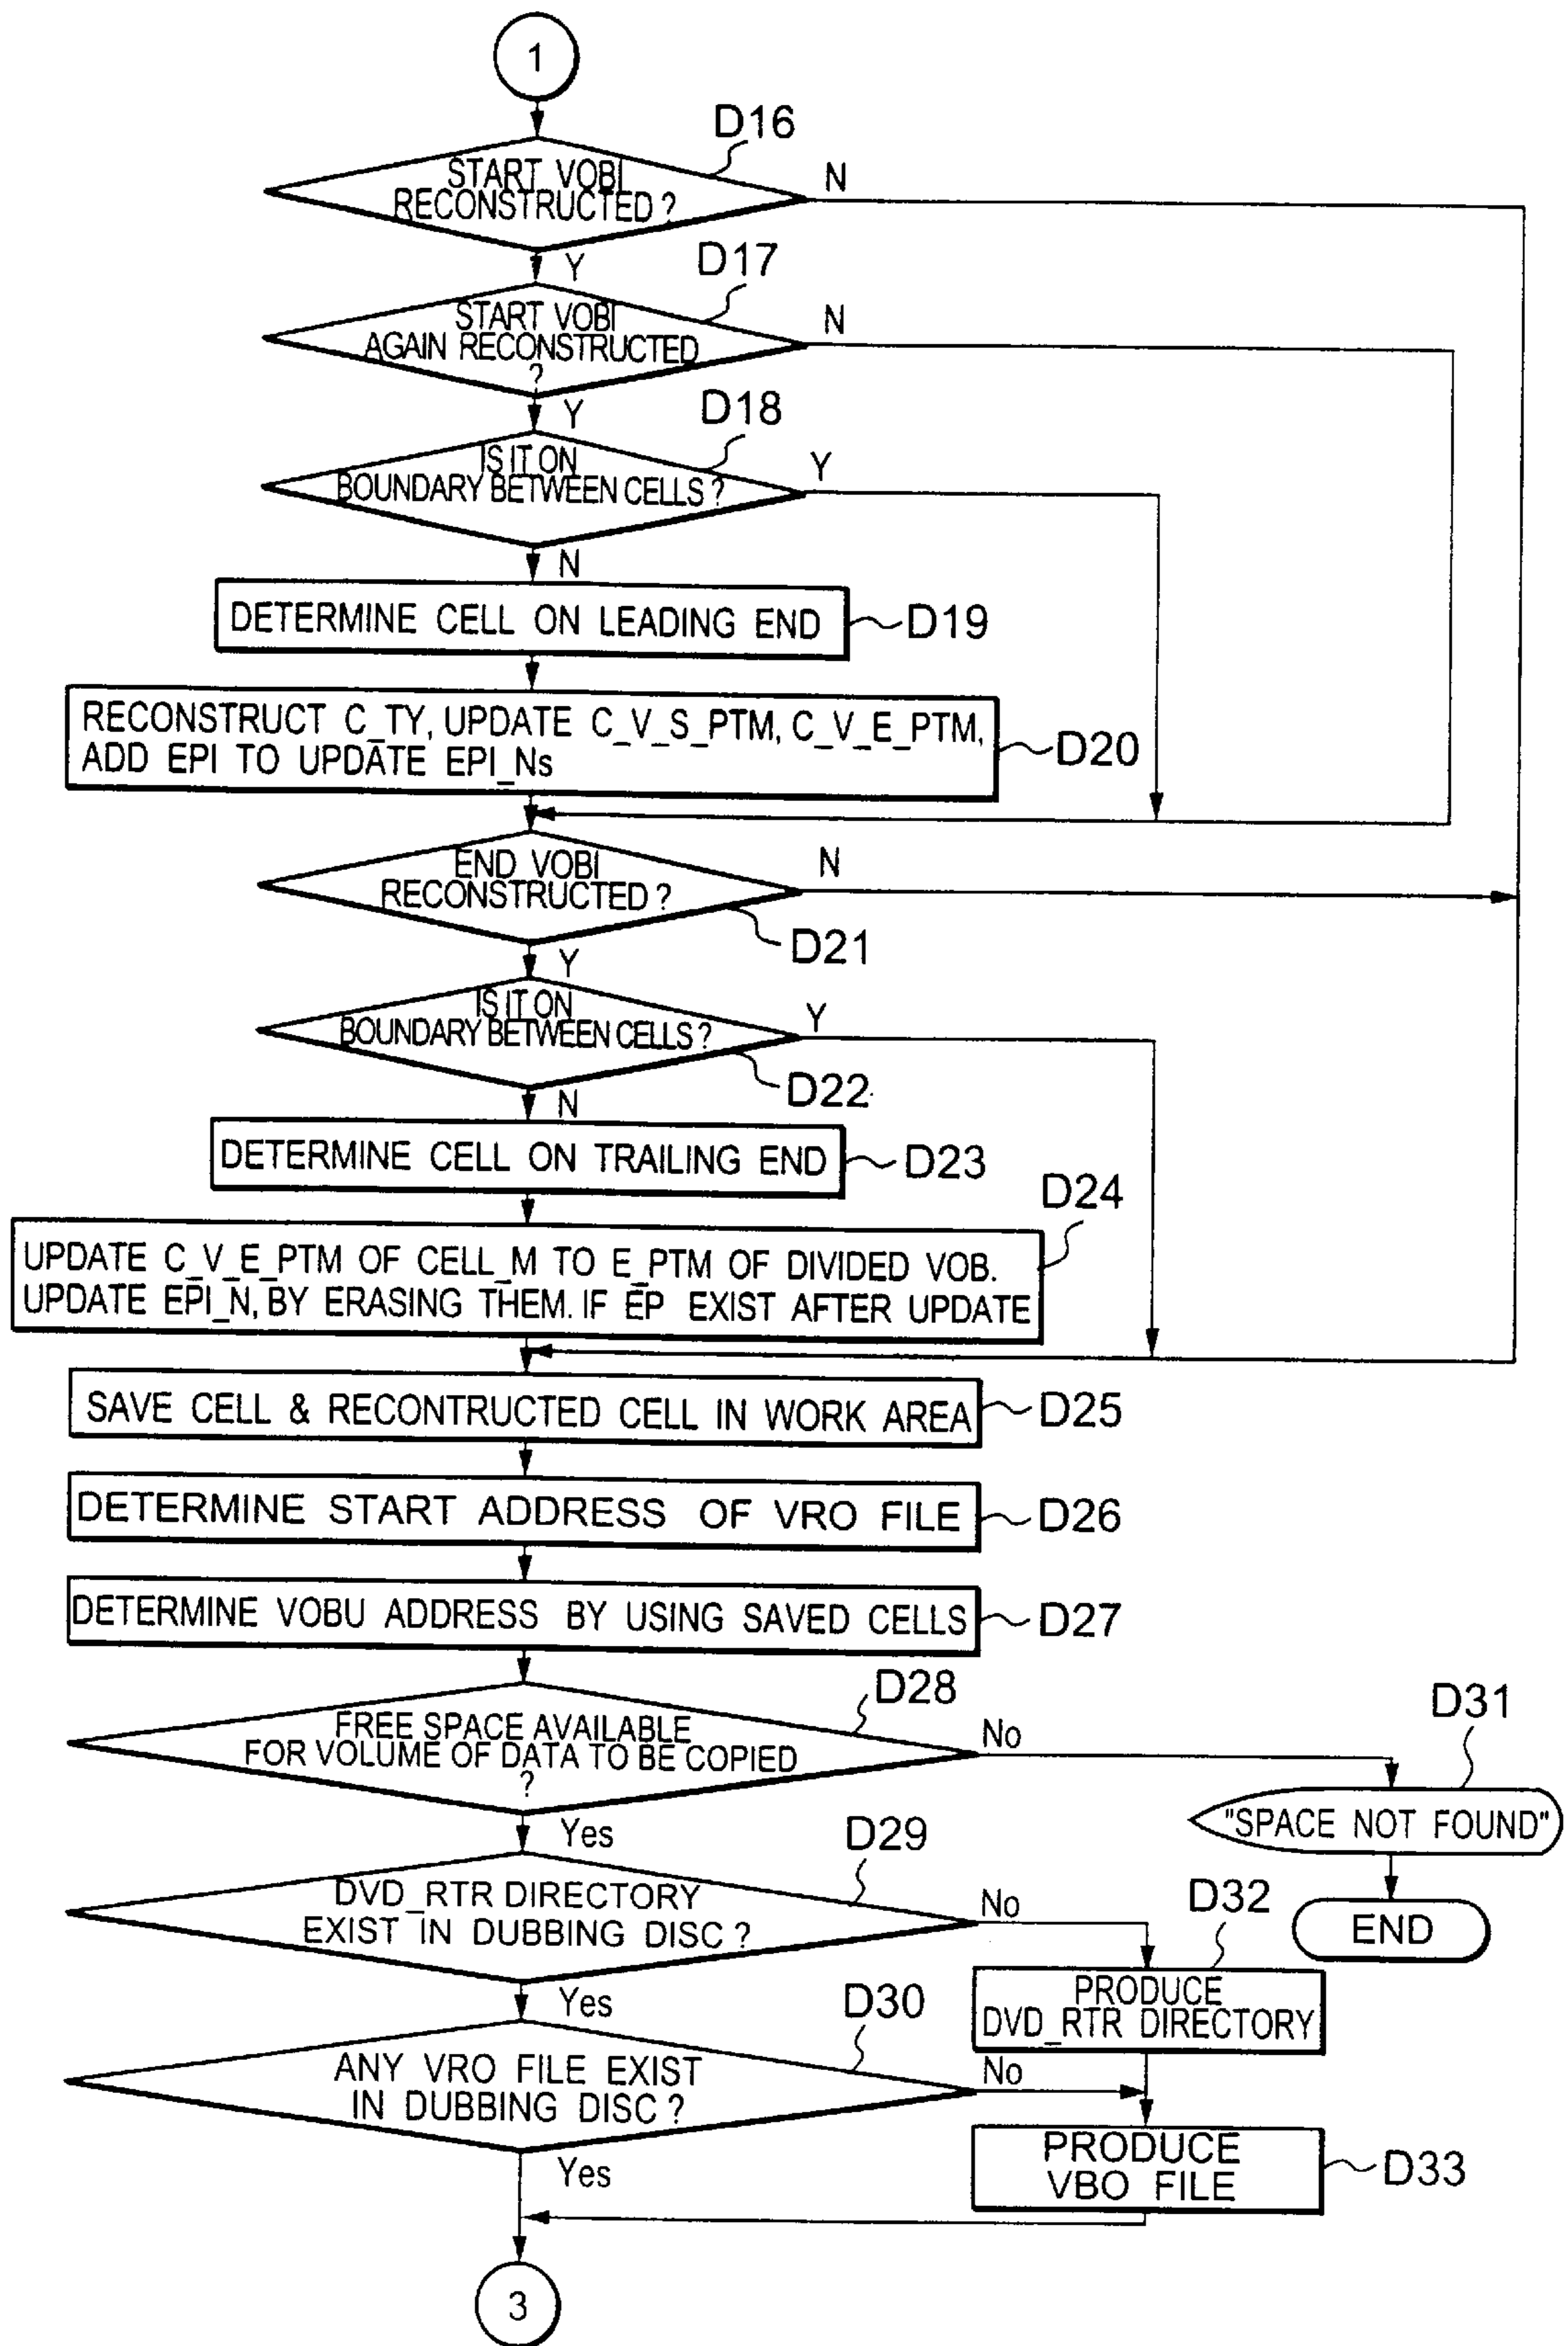 1
D16
START VOBI
RECONSTRUCTED ?
N
Y
D17
START VOBI
AGAIN RECONSTRUCTED
?
N
Y
D18
IS IT ON
BOUNDARY BETWEEN CELLS ?
Y
N
DETERMINE CELL ON LEADING END
D19
RECONSTRUCT C_TY, UPDATE C_V_S_PTM, C_V_E_PTM,
ADD EPI TO UPDATE EPI_Ns
D20
END VOBI
RECONSTRUCTED ?
N
D21
Y
IS IT ON
BOUNDARY BETWEEN CELLS ?
Y
D22
N
DETERMINE CELL ON TRAILING END
D23
D24
UPDATE C_V_E_PTM OF CELL_M TO E_PTM OF DIVIDED VOB.
UPDATE EPI_N, BY ERASING THEM. IF EP EXIST AFTER UPDATE
SAVE CELL & RECONTRUCTED CELL IN WORK AREA
D25
DETERMINE START ADDRESS OF VRO FILE
D26
DETERMINE VOBU ADDRESS BY USING SAVED CELLS
D27
D28
FREE SPACE AVAILABLE
FOR VOLUME OF DATA TO BE COPIED
?
No
D31
"SPACE NOT FOUND"
END
Yes
D29
DVD_RTR DIRECTORY
EXIST IN DUBBING DISC ?
No
D32
PRODUCE
DVD_RTR DIRECTORY
Yes
D30
ANY VRO FILE EXIST
IN DUBBING DISC ?
No
PRODUCE
VBO FILE
D33
Yes
3